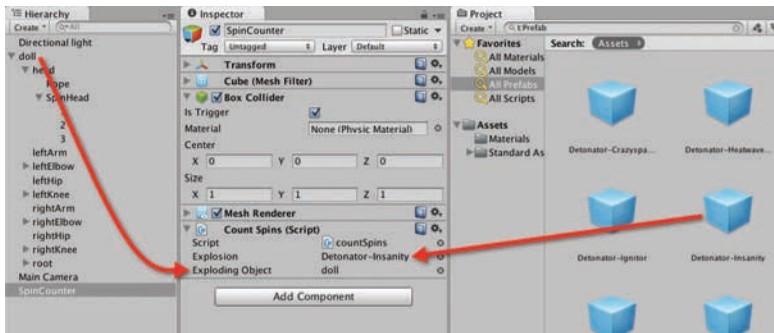 Hierarchy
Create
All
Directional light
doll
head
Rope
SpinHead
2
3
leftArm
leftElbow
leftHip
leftKnee
rightArm
rightElbow
rightHip
rightKnee
root
Main Camera
SpinCounter
Inspector
SpinCounter Static
Tag Untagged Layer Default
Transform
Cube (Mesh Filter)
Box Collider
Is Trigger
Material None (Physic Material)
Center
X 0 Y 0 Z 0
Size
X 1 Y 1 Z 1
Mesh Renderer
Count Spins (Script)
Script countSpins
Explosion Detonator-Insanity
Exploding Object doll
Add Component
Project
Create t:Prefab
Favorites
All Materials
All Models
All Prefabs
All Scripts
Assets
Materials
Standard As
Search: Assets
Detonator-Crazyspa... Detonator-Heatwave...
Detonator-Ignitor Detonator-Insanity